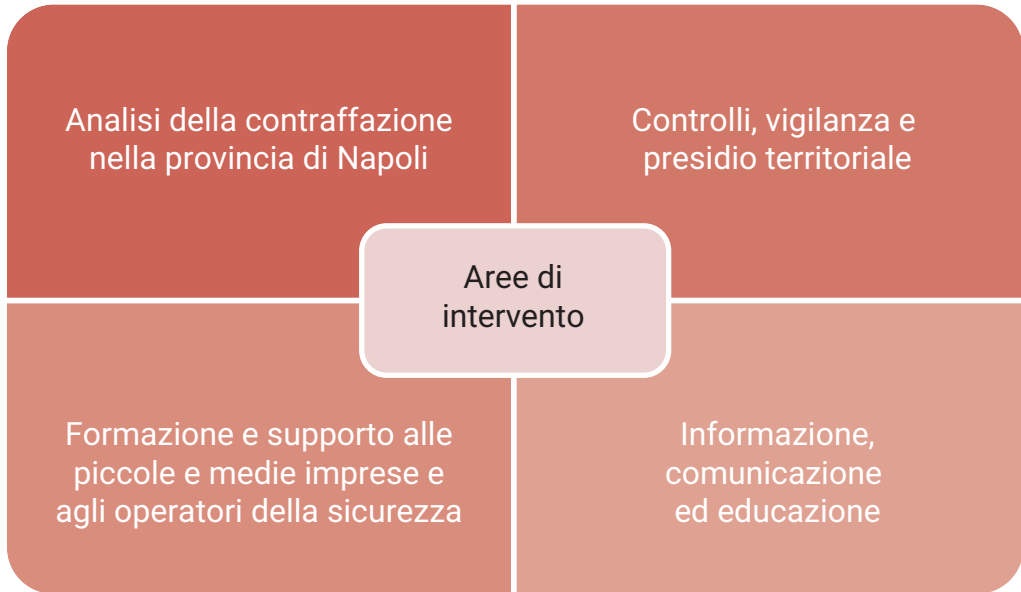 Analisi della contraffazione
nella provincia di Napoli
Controlli, vigilanza e
presidio territoriale
Aree di
intervento
Formazione e supporto alle
piccole e medie imprese e
agli operatori della sicurezza
Informazione,
comunicazione
ed educazione